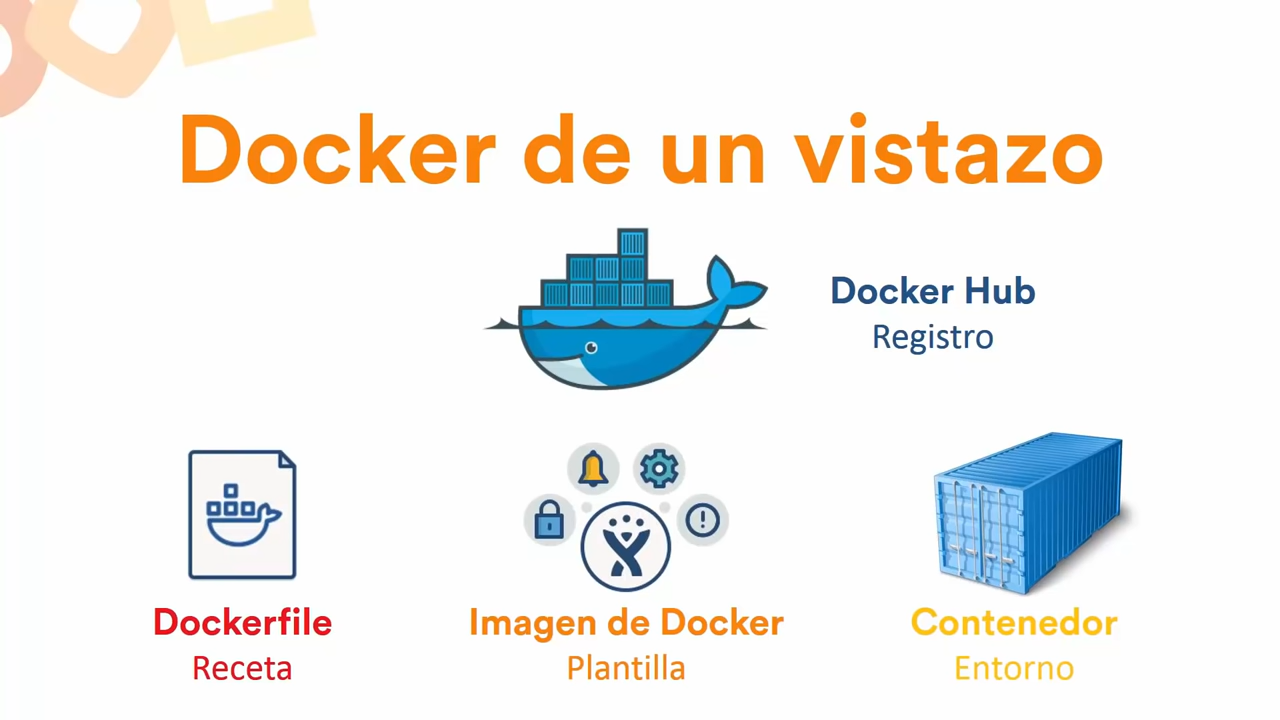 Docker de un vistazo
Docker Hub
Registro
Dockerfile
Receta
Imagen de Docker
Plantilla
Contenedor
Entorno